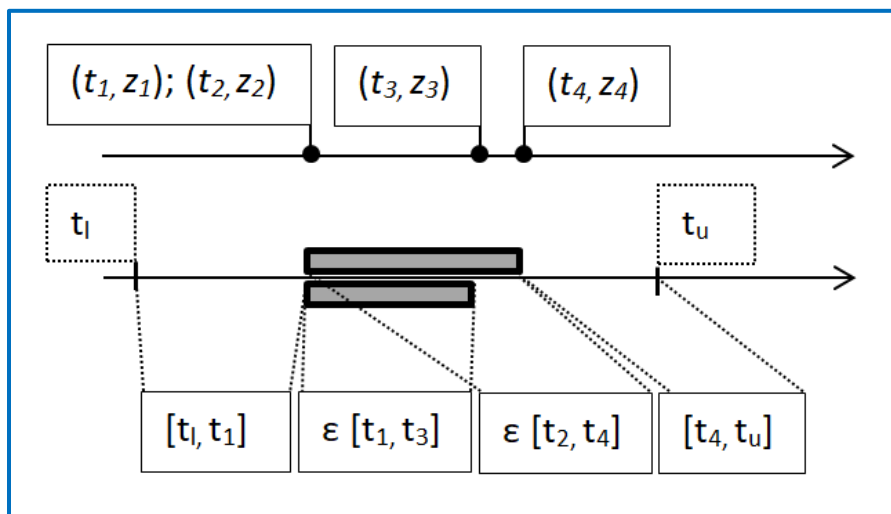 (t1, z1); (t2, z2)
(t3, z3)
(t4, z4)
tl
tu
[tl, t1]
ε [t1, t3]
ε [t2, t4]
[t4, tu]